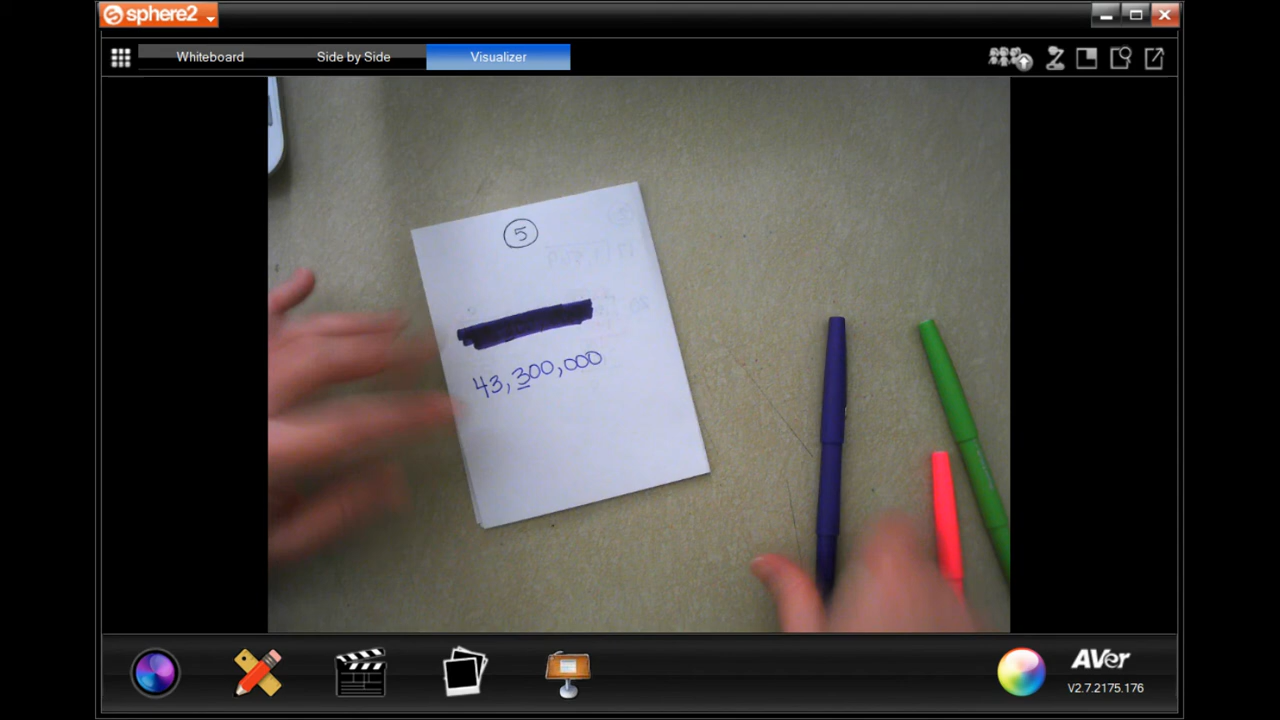 sphere2
Whiteboard
Side by Side
Visualizer
5
43,300,000
AVer
V2.7.2175.176